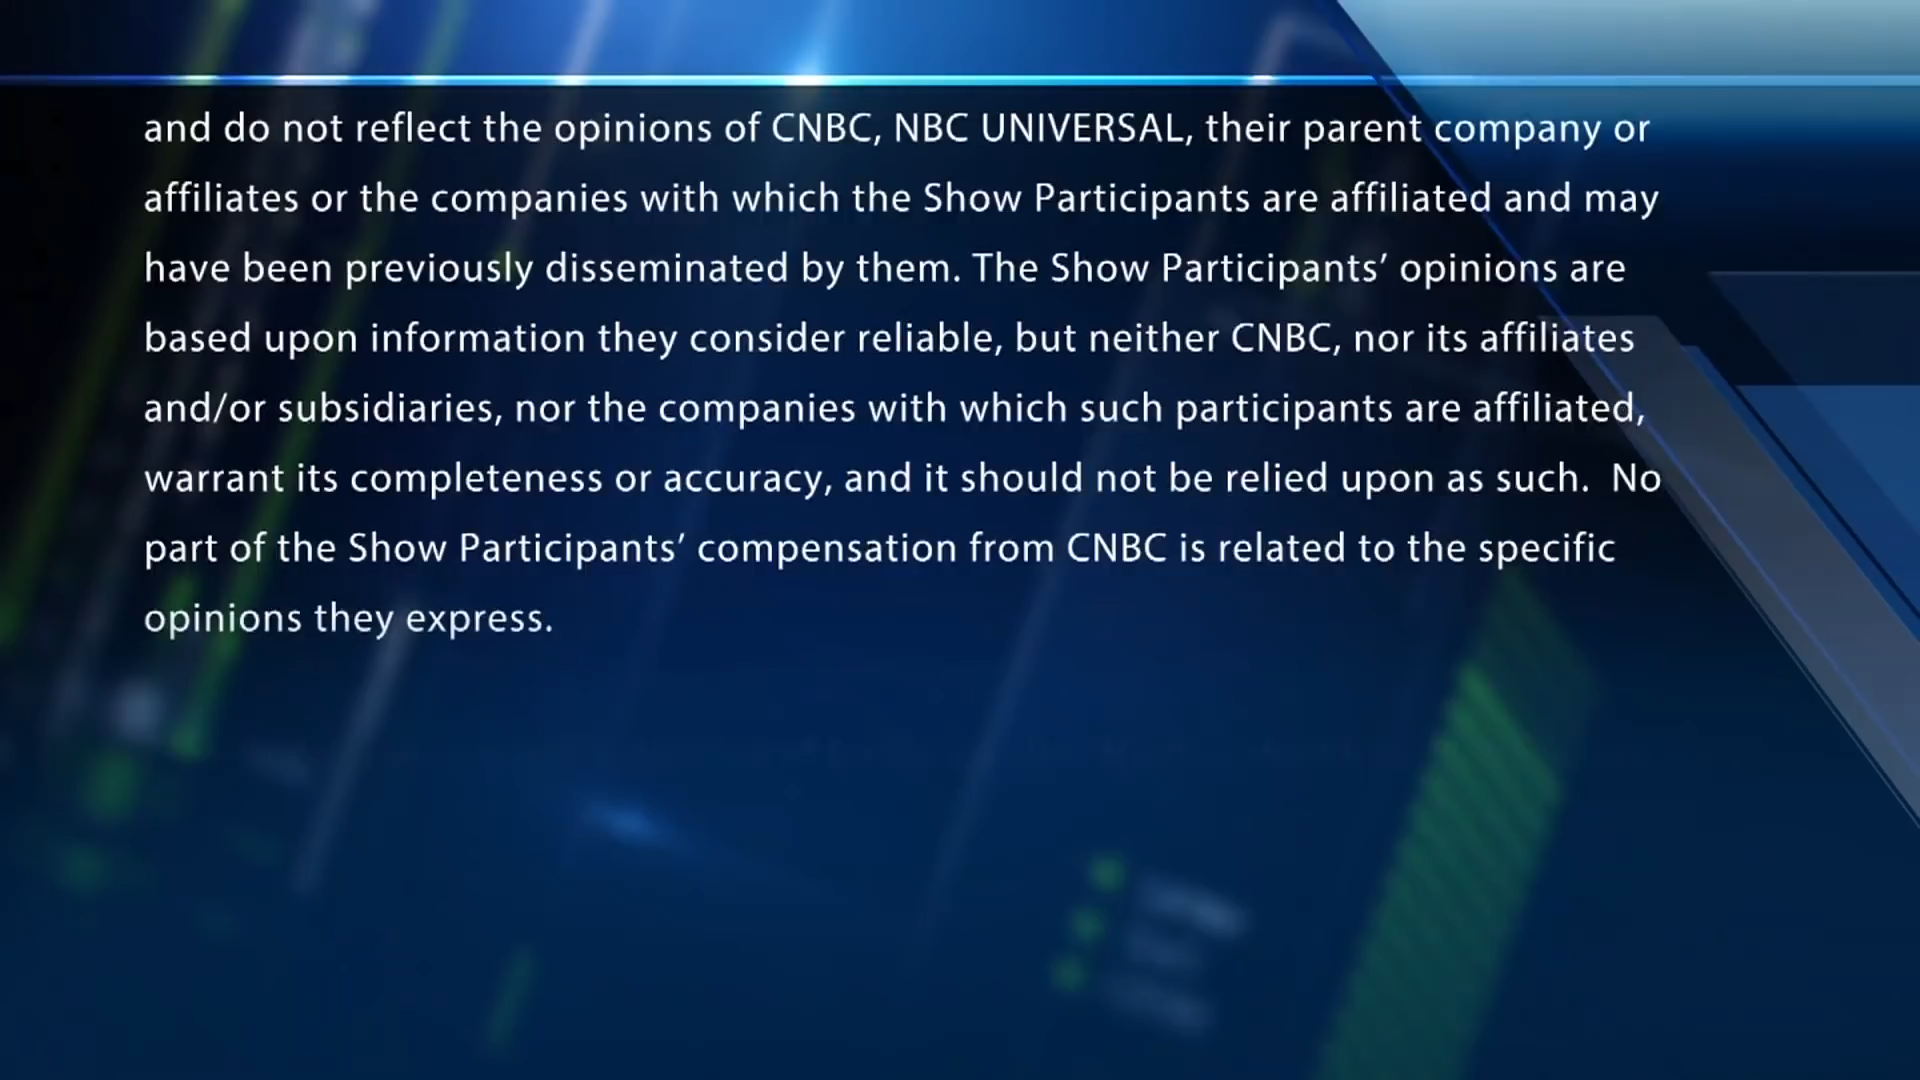 and do not reflect the opinions of CNBC, NBC UNIVERSAL, their parent company or
affiliates or the companies with which the Show Participants are affiliated and may
have been previously disseminated by them. The Show Participants’ opinions are
based upon information they consider reliable, but neither CNBC, nor its affiliates
and/or subsidiaries, nor the companies with which such participants are affiliated,
warrant its completeness or accuracy, and it should not be relied upon as such.  No
part of the Show Participants’ compensation from CNBC is related to the specific
opinions they express.